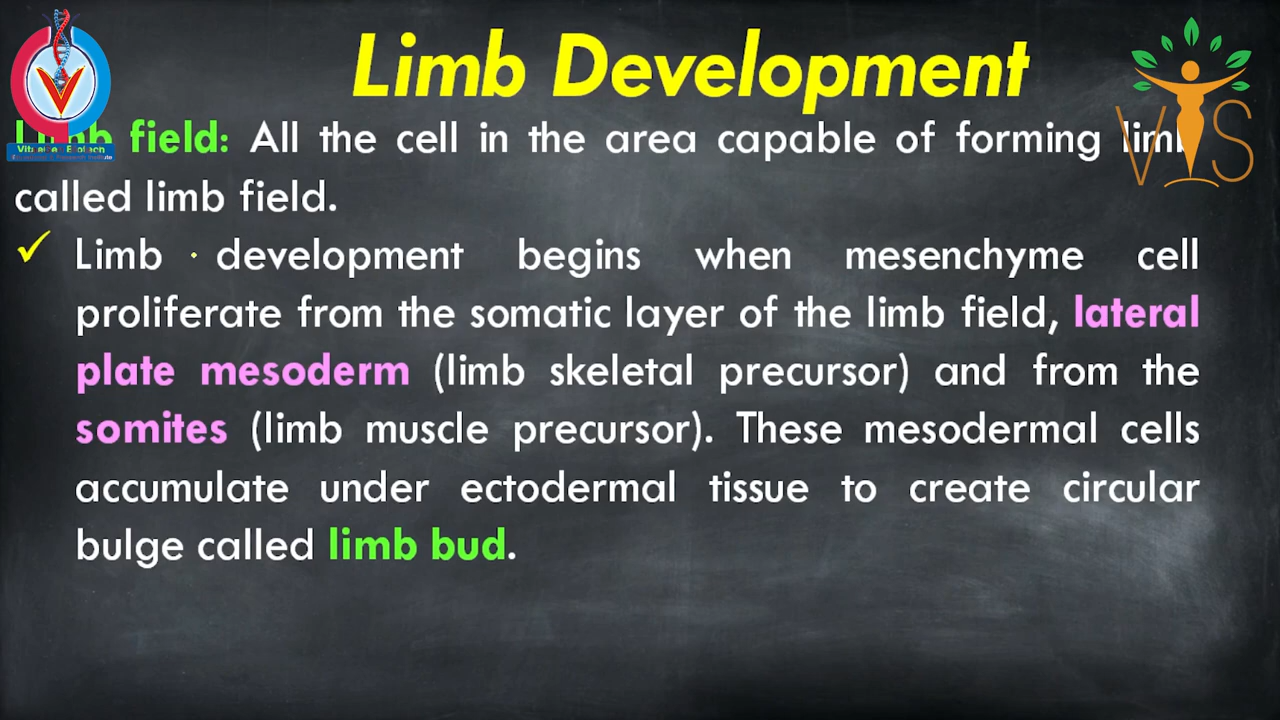 Limb Development
Limb field: All the cell in the area capable of forming limb
called limb field.
Limb development begins when mesenchyme cell
proliferate from the somatic layer of the limb field, lateral
plate mesoderm (limb skeletal precursor) and from the
somites (limb muscle precursor). These mesodermal cells
accumulate under ectodermal tissue to create circular
bulge called limb bud.
V S